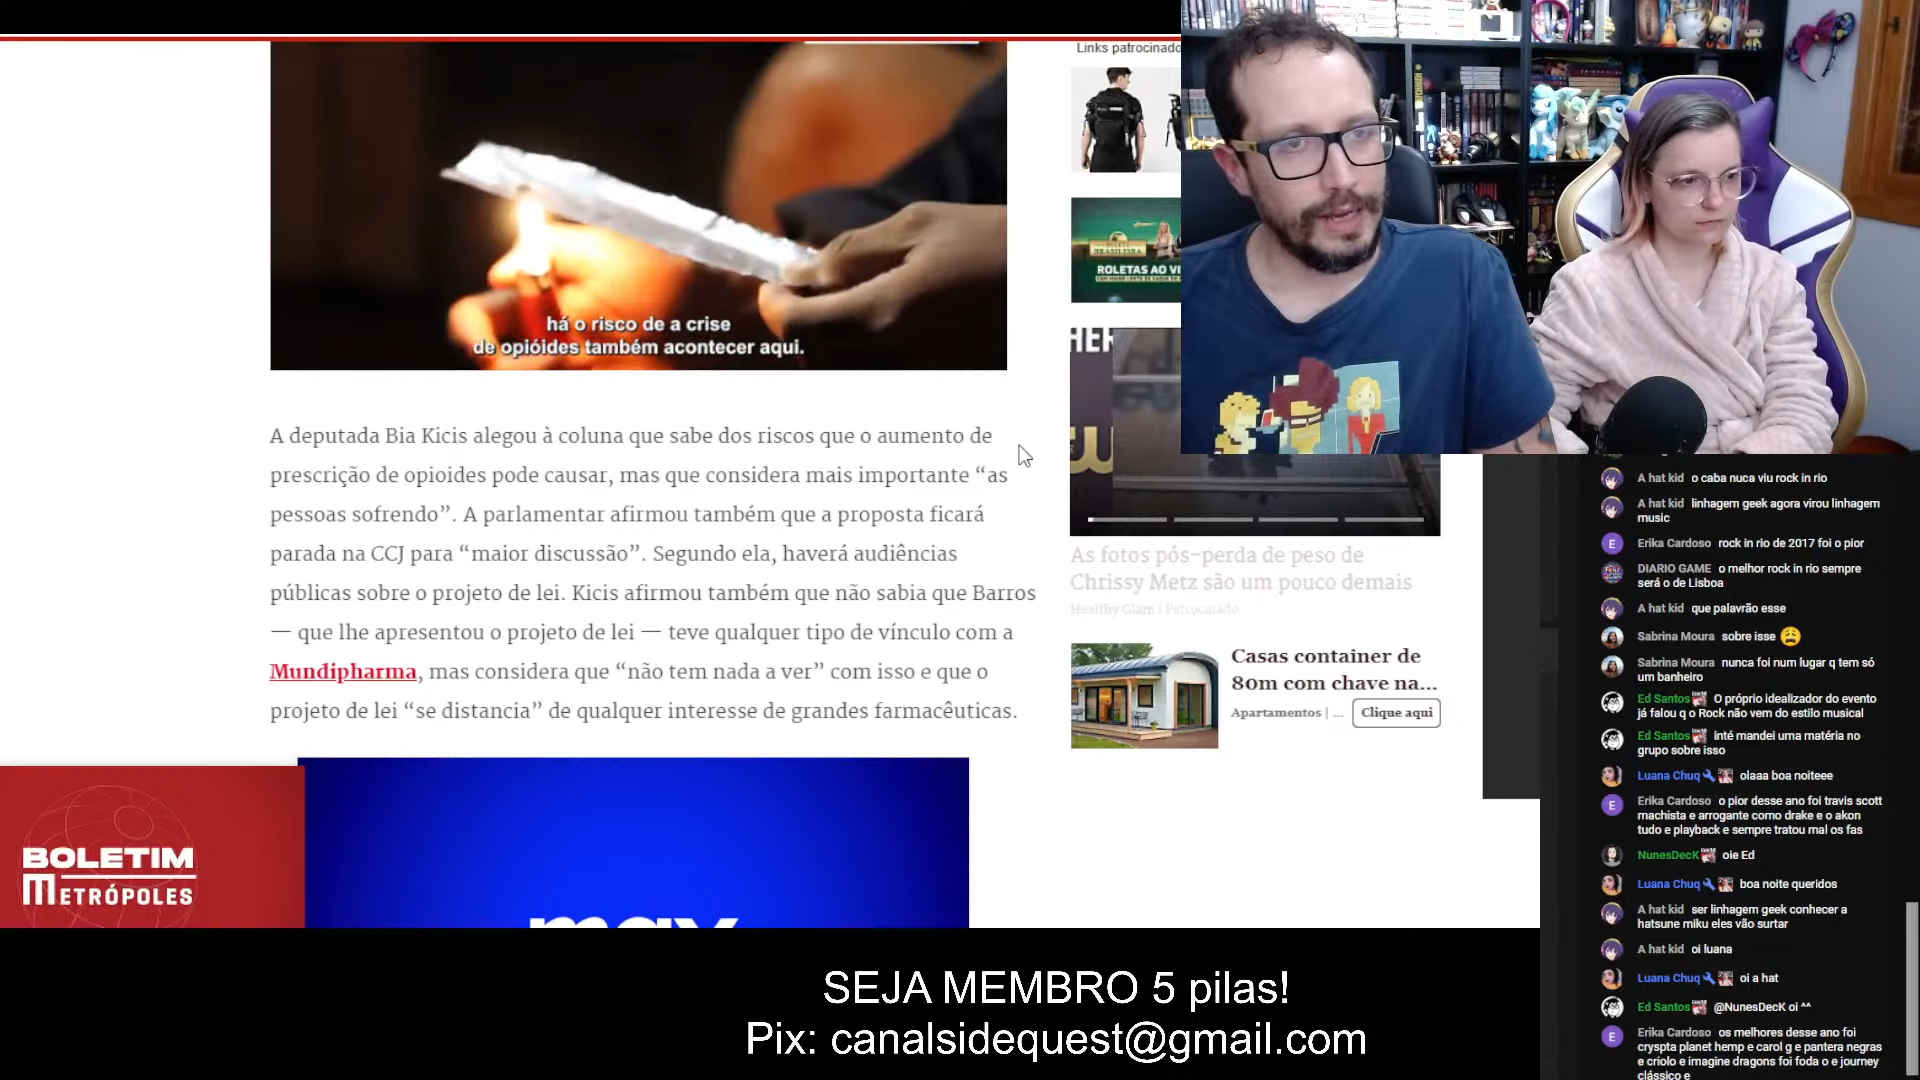 Links patrocinado
há o risco de a crise
de opióides também acontecer aqui.
ROLETAS AO VI
A deputada Bia Kicis alegou à coluna que sabe dos riscos que o aumento de
prescrição de opioides pode causar, mas que considera mais importante “as
pessoas sofrendo”. A parlamentar afirmou também que a proposta ficará
parada na CCJ para “maior discussão”. Segundo ela, haverá audiências
públicas sobre o projeto de lei. Kicis afirmou também que não sabia que Barros
— que lhe apresentou o projeto de lei — teve qualquer tipo de vínculo com a
Mundipharma, mas considera que “não tem nada a ver” com isso e que o
projeto de lei “se distancia” de qualquer interesse de grandes farmacêuticas.
As fotos pós-perda de peso de
Chrissy Metz são um pouco demais
Healthy Glam | Patrocinado
Casas container de
80m com chave na...
Apartamentos | ...
Clique aqui
BOLETIM
METRÓPOLES
max
SEJA MEMBRO 5 pilas!
Pix: canalsidequest@gmail.com
A hat kid o caba nuca viu rock in rio
A hat kid linhagem geek agora virou linhagem
music
E Erika Cardoso rock in rio de 2017 foi o pior
DIARIO GAME o melhor rock in rio sempre
será o de Lisboa
A hat kid que palavrão esse
Sabrina Moura sobre isse 😩
Sabrina Moura nunca foi num lugar q tem só
um banheiro
Ed Santos O próprio idealizador do evento
já falou q o Rock não vem do estilo musical
Ed Santos inté mandei uma matéria no
grupo sobre isso
Luana Chuq olaaa boa noiteee
E Erika Cardoso o pior desse ano foi travis scott
machista e arrogante como drake e o akon
tudo e playback e sempre tratou mal os fas
NunesDecK oie Ed
Luana Chuq boa noite queridos
A hat kid ser linhagem geek conhecer a
hatsune miku eles vão surtar
A hat kid oi luana
Luana Chuq oi a hat
Ed Santos @NunesDecK oi ^^
E Erika Cardoso os melhores desse ano foi
cryspta planet hemp e carol g e pantera negras
e criolo e imagine dragons foi foda o e journey
clássico e